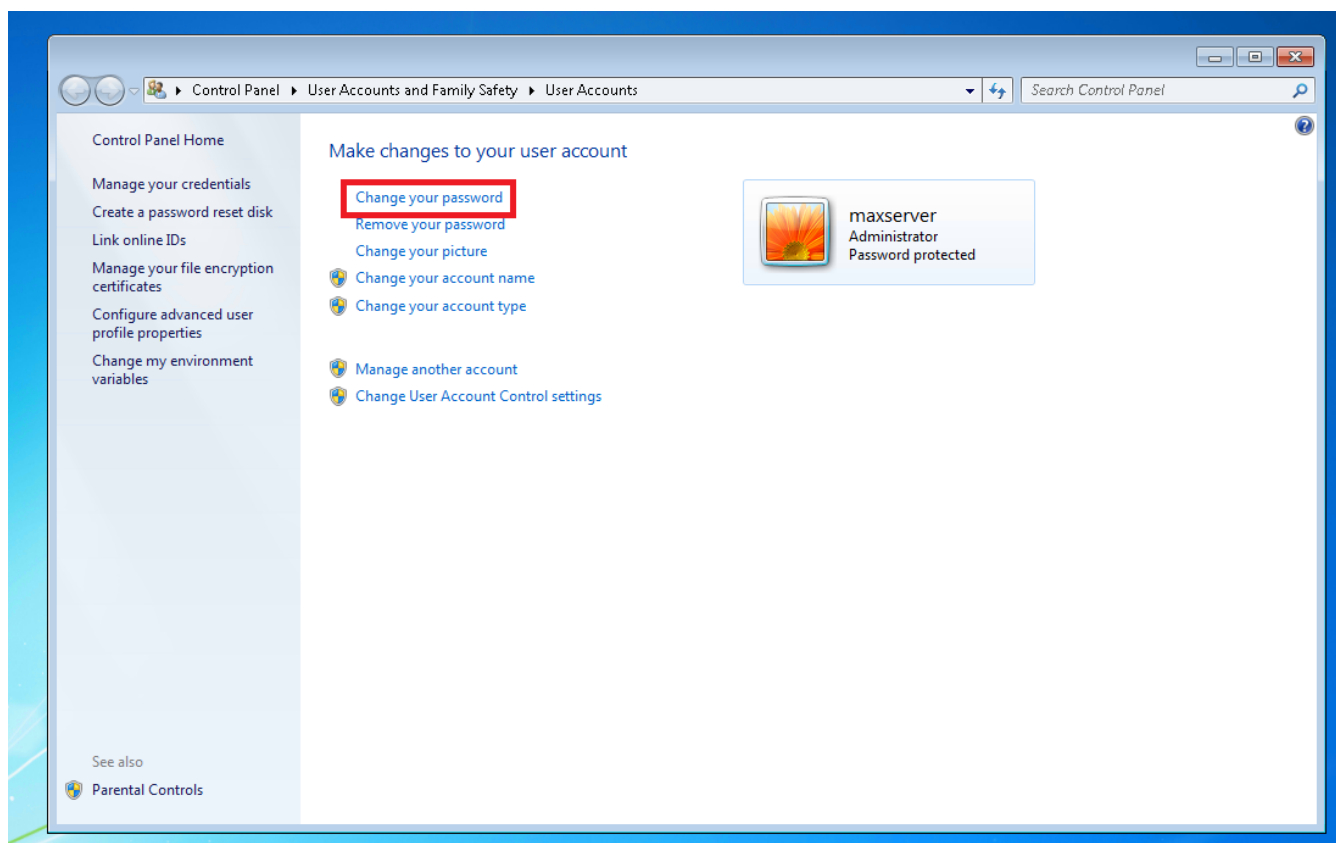 Control Panel ▸ User Accounts and Family Safety ▸ User Accounts
Search Control Panel
Control Panel Home
Manage your credentials
Create a password reset disk
Link online IDs
Manage your file encryption
certificates
Configure advanced user
profile properties
Change my environment
variables
See also
Parental Controls
Make changes to your user account
Change your password
Remove your password
Change your picture
Change your account name
Change your account type
Manage another account
Change User Account Control settings
maxserver
Administrator
Password protected